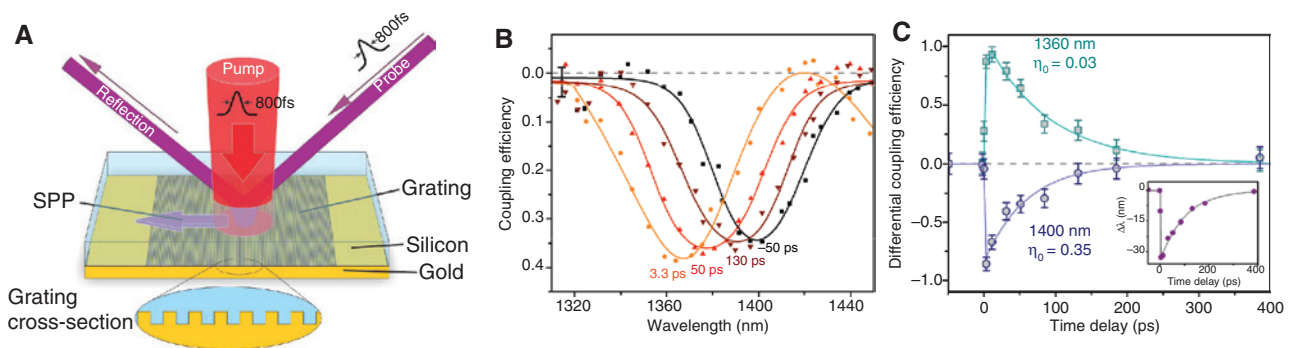 A
800fs
Probe
Pump
800fs
Reflection
SPP
Grating
Silicon
Gold
Grating
cross-section
B
Coupling efficiency
0.0
0.1
0.2
0.3
0.4
3.3 ps
50 ps
130 ps
−50 ps
1320
1360
1400
1440
Wavelength (nm)
C
Differential coupling efficiency
1.0
0.5
0.0
−0.5
−1.0
1360 nm
η0 = 0.03
1400 nm
η0 = 0.35
Δλ (nm)
0
−15
−30
0
200
400
Time delay (ps)
0
100
200
300
400
Time delay (ps)